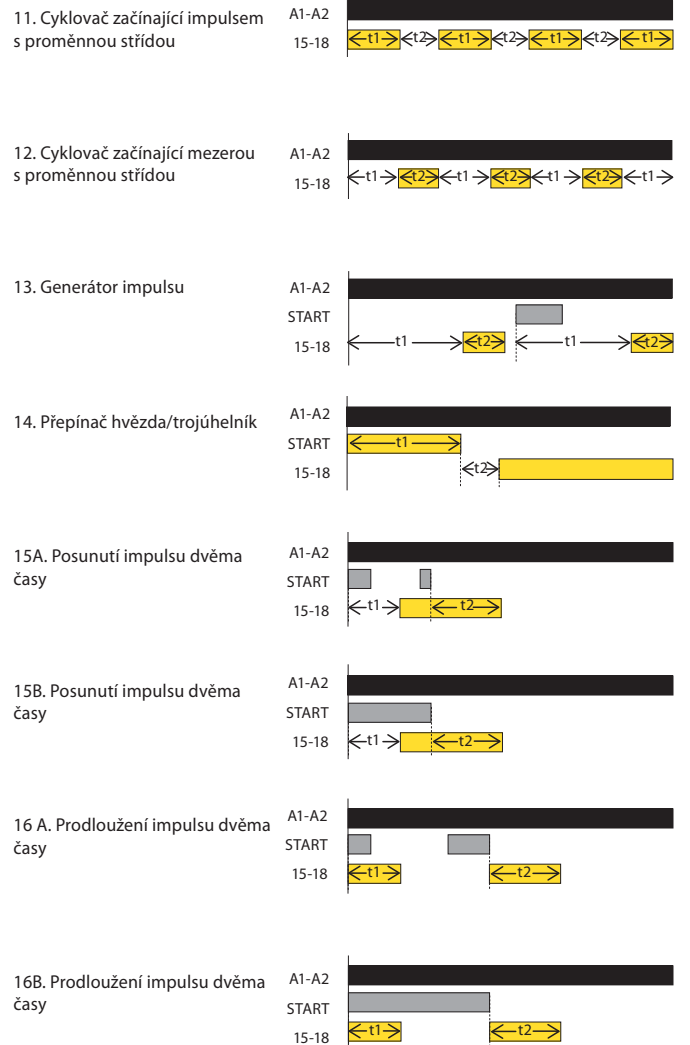 11. Cyklovač začínající impulsem
s proměnnou střídou
A1-A2
15-18
t1 t2 t1 t2 t1 t2 t1
12. Cyklovač začínající mezerou
s proměnnou střídou
A1-A2
15-18
t1 t2 t1 t2 t1 t2 t1
13. Generátor impulsu
A1-A2
START
15-18
t1 t2 t1 t2
14. Přepínač hvězda/trojúhelník
A1-A2
START
t1
15-18
t2
15A. Posunutí impulsu dvěma
časy
A1-A2
START
15-18
t1 t2
15B. Posunutí impulsu dvěma
časy
A1-A2
START
15-18
t1 t2
16 A. Prodloužení impulsu dvěma
časy
A1-A2
START
15-18
t1 t2
16B. Prodloužení impulsu dvěma
časy
A1-A2
START
15-18
t1 t2